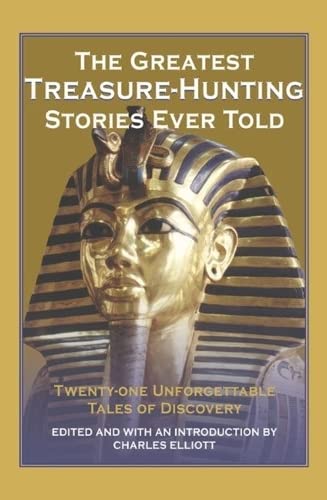 THE GREATEST
TREASURE-HUNTING
STORIES EVER TOLD
TWENTY-ONE UNFORGETTABLE
TALES OF DISCOVERY
EDITED AND WITH AN INTRODUCTION BY
CHARLES ELLIOTT